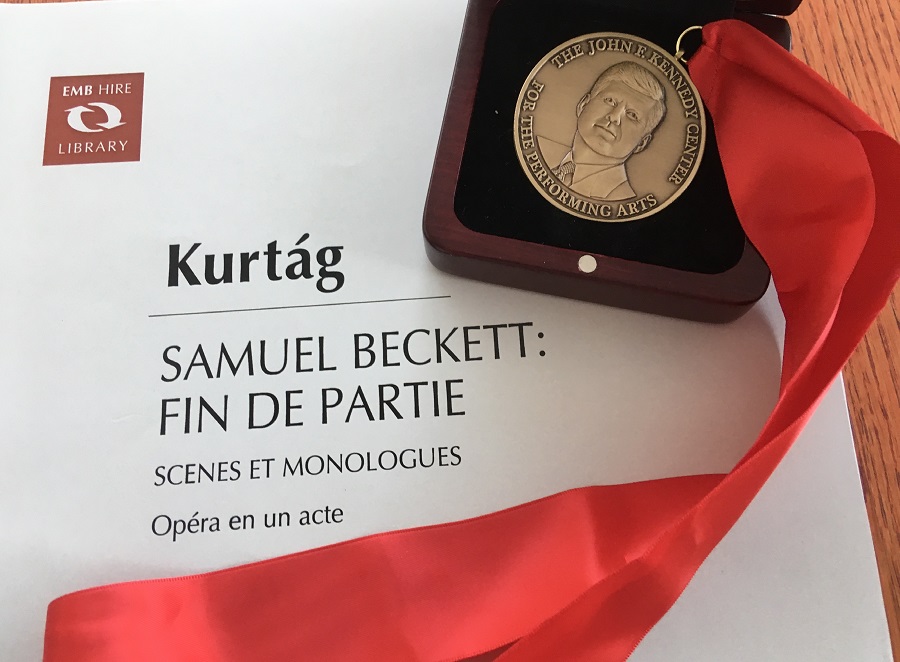 EMB HIRE
LIBRARY
THE JOHN F. KENNEDY CENTER
FOR THE PERFORMING ARTS
Kurtág
SAMUEL BECKETT:
FIN DE PARTIE
SCENES ET MONOLOGUES
Opéra en un acte